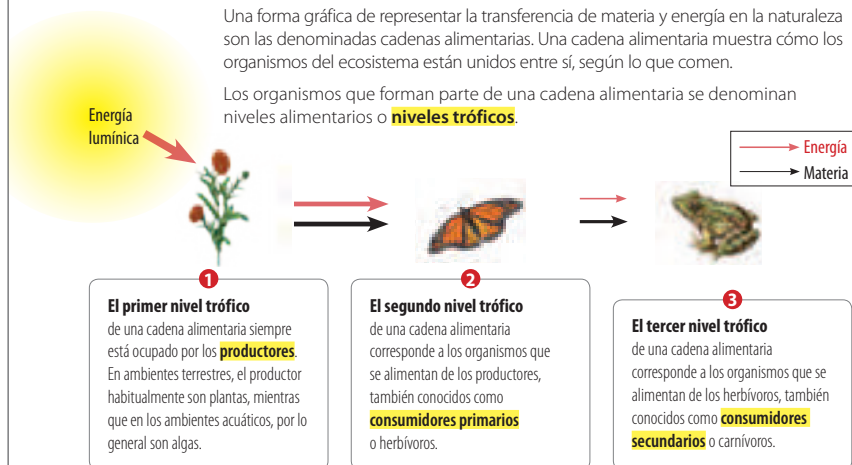 Una forma gráfica de representar la transferencia de materia y energía en la naturaleza
son las denominadas cadenas alimentarias. Una cadena alimentaria muestra cómo los
organismos del ecosistema están unidos entre sí, según lo que comen.
Los organismos que forman parte de una cadena alimentaria se denominan
niveles alimentarios o niveles tróficos.
Energía
lumínica
Energía
Materia
1
El primer nivel trófico
de una cadena alimentaria siempre
está ocupado por los productores.
En ambientes terrestres, el productor
habitualmente son plantas, mientras
que en los ambientes acuáticos, por lo
general son algas.
2
El segundo nivel trófico
de una cadena alimentaria
corresponde a los organismos que
se alimentan de los productores,
también conocidos como
consumidores primarios
o herbívoros.
3
El tercer nivel trófico
de una cadena alimentaria
corresponde a los organismos que se
alimentan de los herbívoros, también
conocidos como consumidores
secundarios o carnívoros.